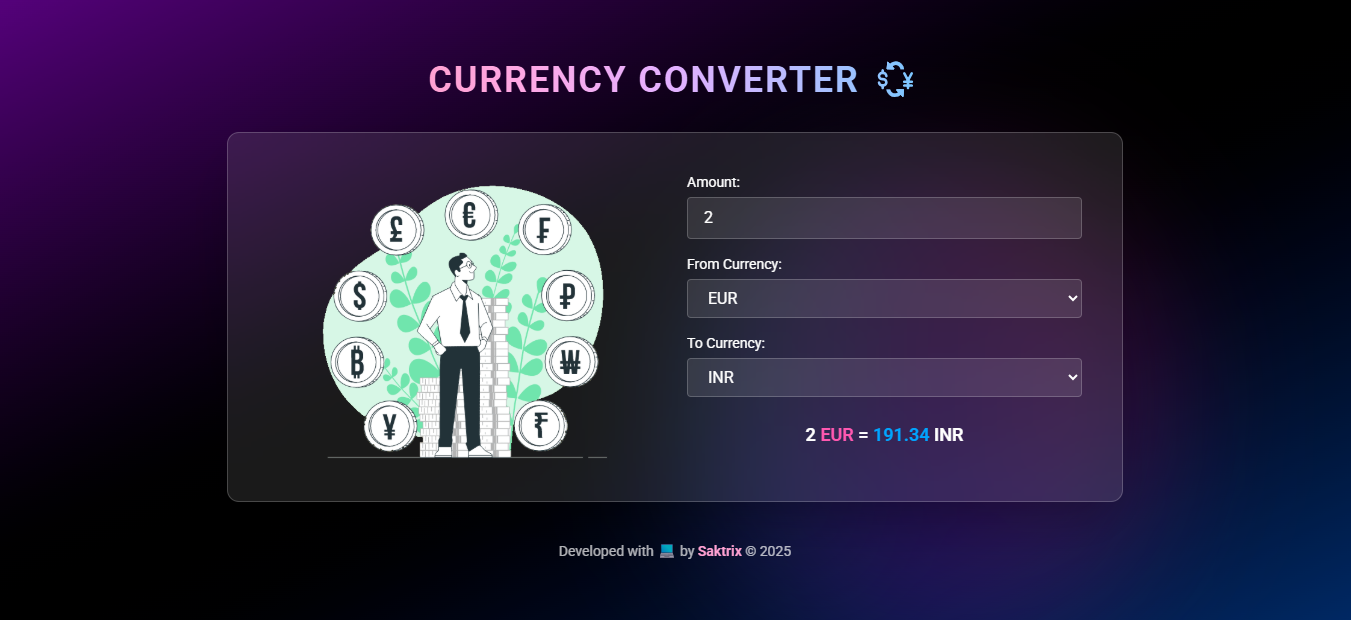 CURRENCY CONVERTER $ ¥
Amount:
2
From Currency:
EUR
To Currency:
INR
2 EUR = 191.34 INR
£
€
₣
$
₽
₿
₩
¥
₹
Developed with 💻 by Saktrix © 2025